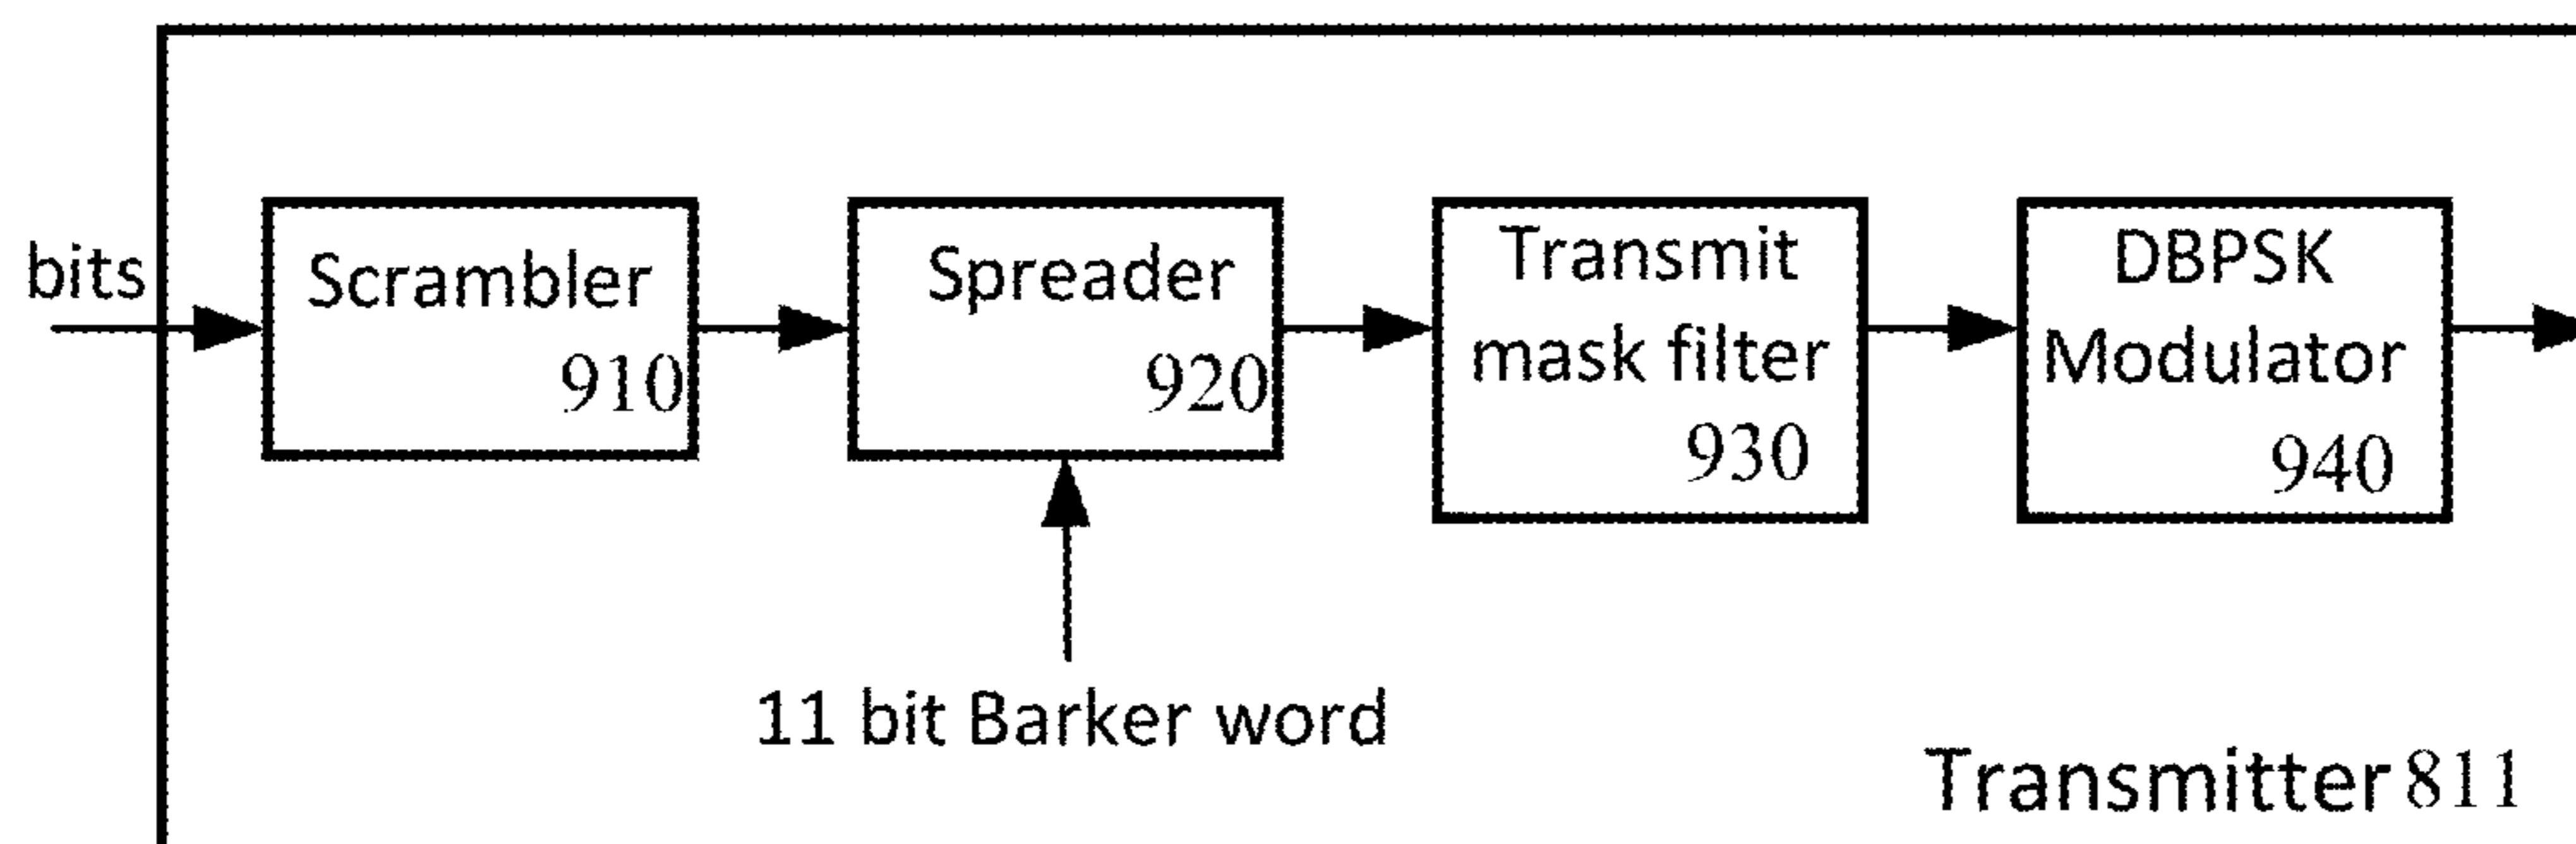 bits
Scrambler
910
Spreader
920
Transmit
mask filter
930
DBPSK
Modulator
940
11 bit Barker word
Transmitter 811